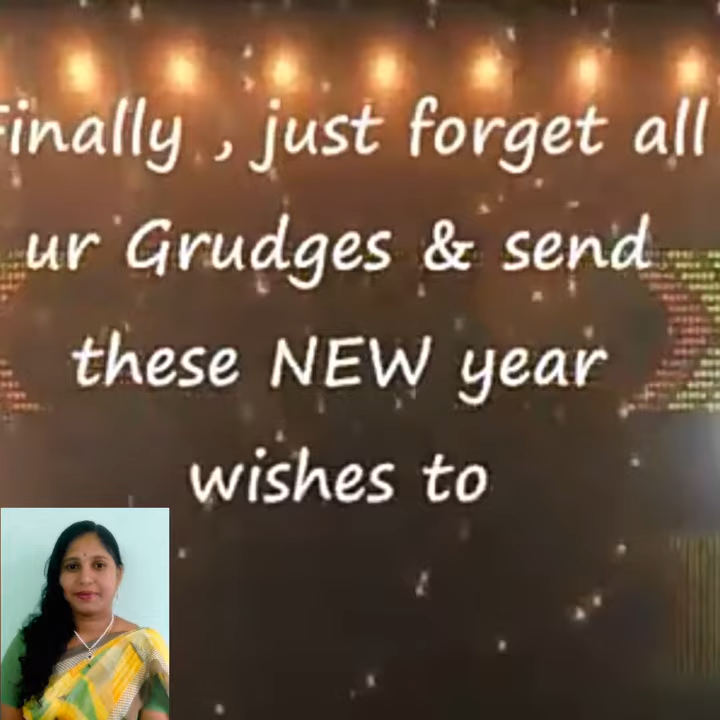 Finally , just forget all
ur Grudges & send
these NEW year
wishes to